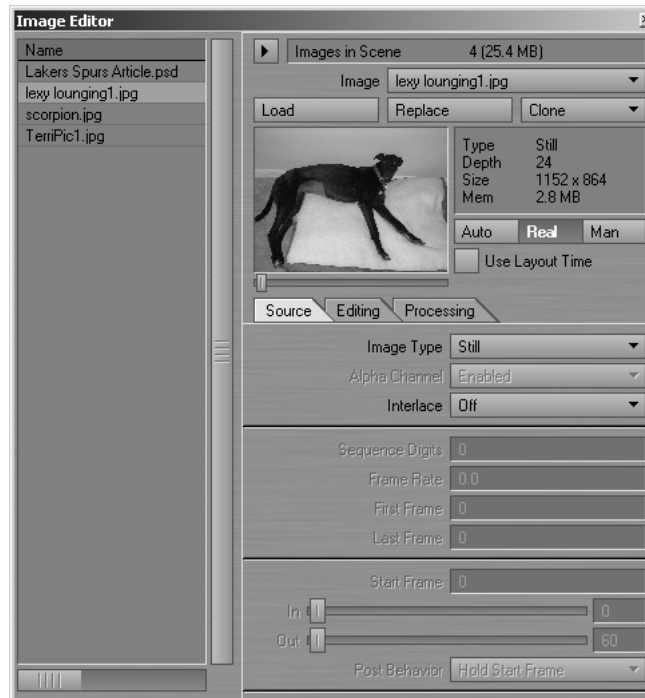 Image Editor
Name
Lakers Spurs Article.psd
lexy lounging1.jpg
scorpion.jpg
TerriPic1.jpg
Images in Scene 4 (25.4 MB)
Image lexy lounging1.jpg
Load Replace Clone
Type Still
Depth 24
Size 1152 x 864
Mem 2.8 MB
Auto Real Man
Use Layout Time
Source Editing Processing
Image Type Still
Alpha Channel Enabled
Interlace Off
Sequence Digits 0
Frame Rate 0.0
First Frame 0
Last Frame 0
Start Frame 0
In 0
Out 60
Post Behavior Hold Start Frame